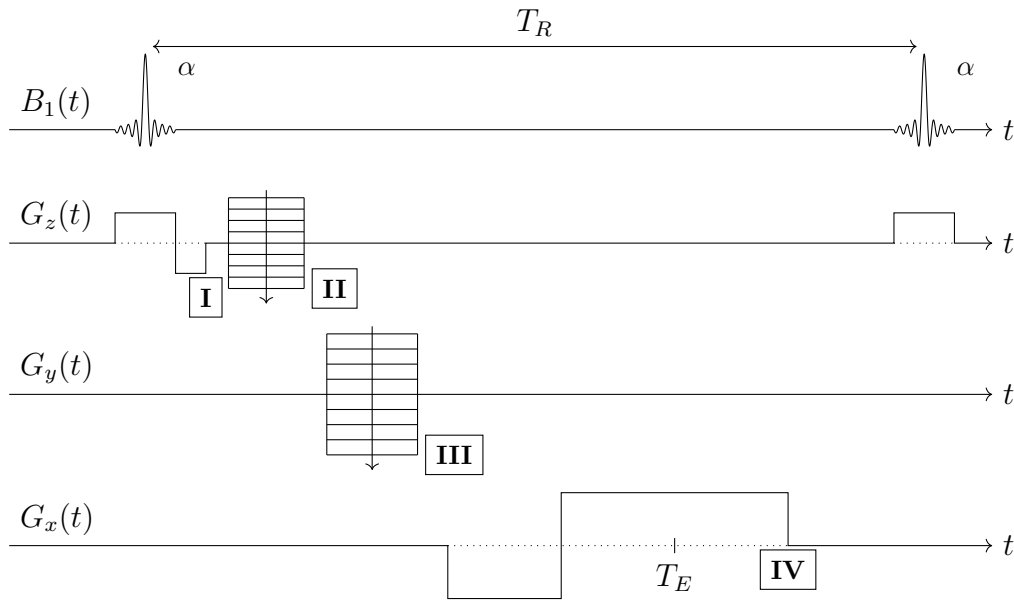 T_R
α α
B_1(t) t
G_z(t) t
I II
G_y(t) t
III
G_x(t) t
T_E IV